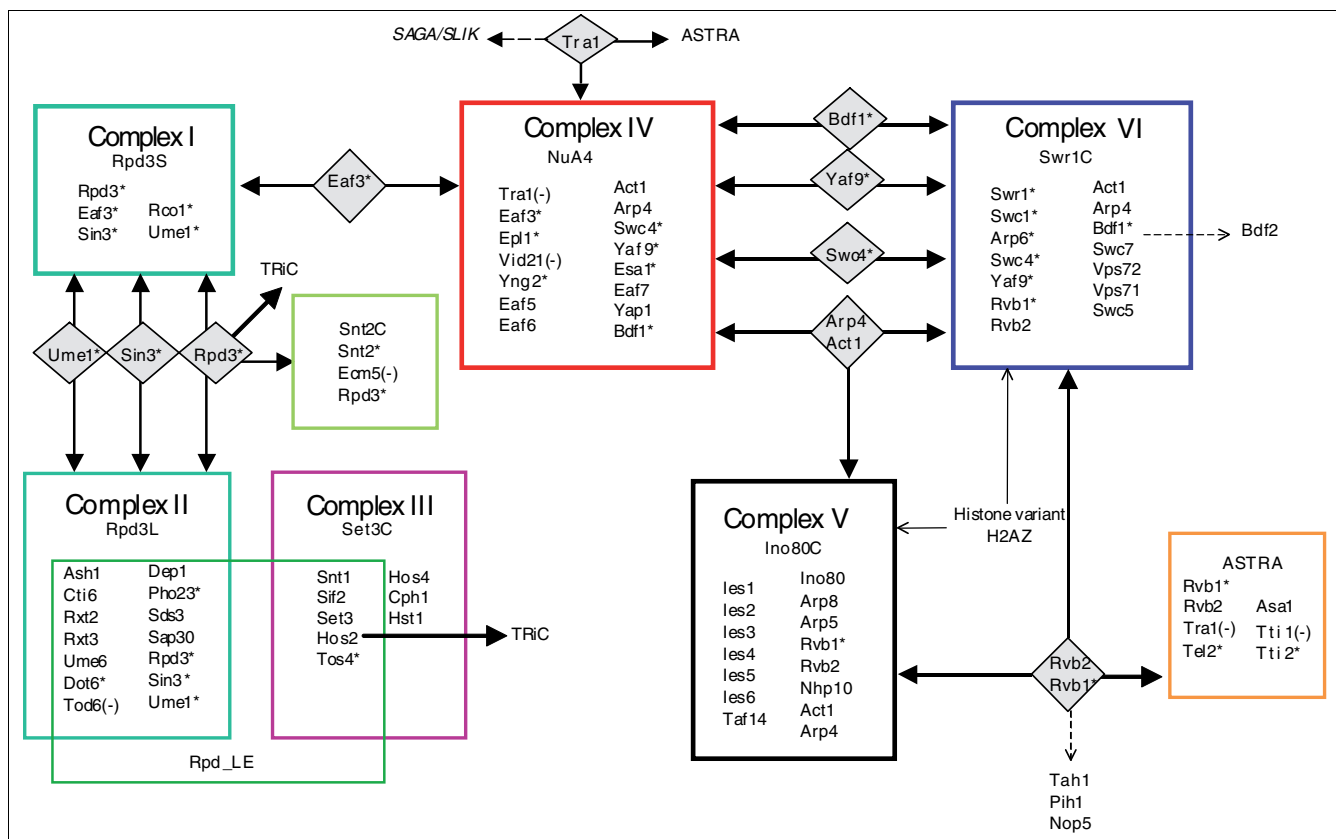 SAGA/SLIK
Tra1
ASTRA
Complex I
Rpd3S
Rpd3*
Eaf3*
Sin3*
Rco1*
Ume1*
Eaf3*
Complex IV
NuA4
Tra1(-)
Eaf3*
Epl1*
Vid21(-)
Yng2*
Eaf5
Eaf6
Act1
Arp4
Swc4*
Yaf9*
Esa1*
Eaf7
Yap1
Bdf1*
Bdf1*
Yaf9*
Swc4*
Arp4
Act1
Complex VI
Swr1C
Swr1*
Swc1*
Arp6*
Swc4*
Yaf9*
Rvb1*
Rvb2
Act1
Arp4
Bdf1*
Swc7
Vps72
Vps71
Swc5
Bdf2
TRiC
Ume1*
Sin3*
Rpd3*
Snt2C
Snt2*
Ecm5(-)
Rpd3*
Complex II
Rpd3L
Ash1
Cti6
Rxt2
Rxt3
Ume6
Dot6*
Tod6(-)
Dep1
Pho23*
Sds3
Sap30
Rpd3*
Sin3*
Ume1*
Complex III
Set3C
Snt1
Sif2
Set3
Hos2
Tos4*
Hos4
Cph1
Hst1
TRiC
Rpd_LE
Complex V
Ino80C
Ies1
Ies2
Ies3
Ies4
Ies5
Ies6
Taf14
Ino80
Arp8
Arp5
Rvb1*
Rvb2
Nhp10
Act1
Arp4
Histone variant
H2AZ
Rvb2
Rvb1*
ASTRA
Rvb1*
Rvb2
Tra1(-)
Tel2*
Asa1
Tti1(-)
Tti2*
Tah1
Pih1
Nop5